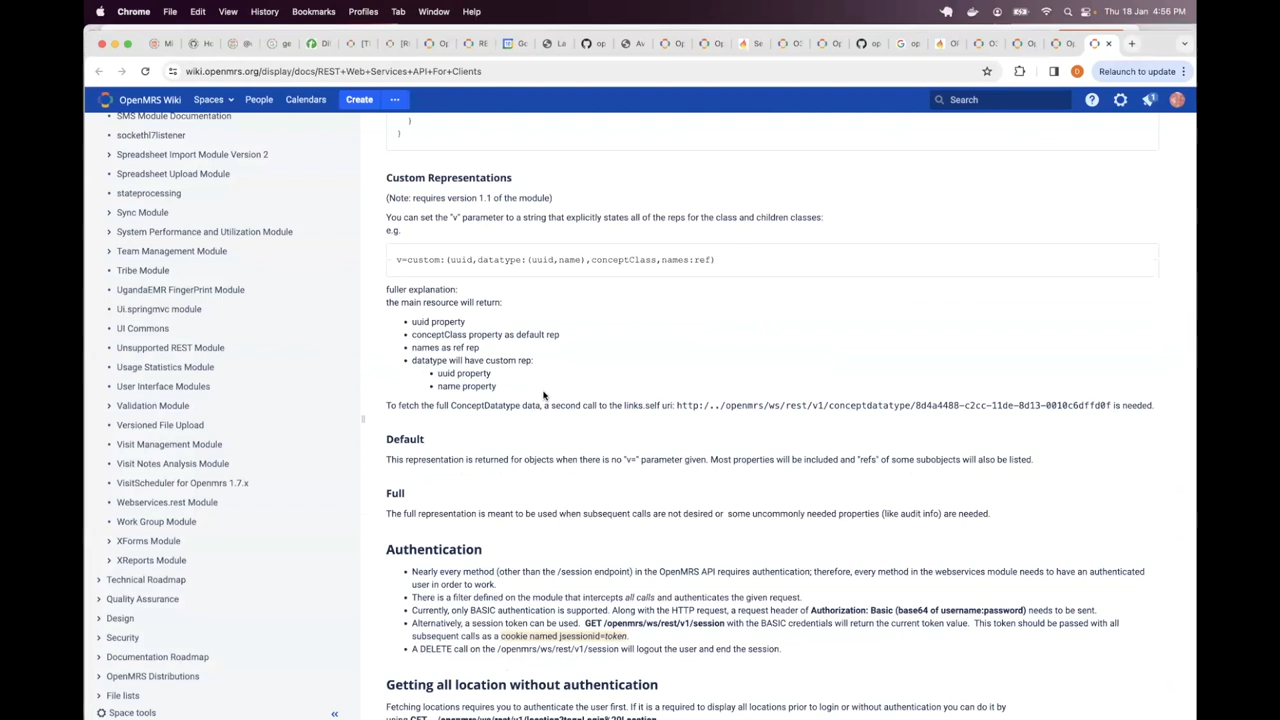 Chrome File Edit View History Bookmarks Profiles Tab Window Help
Thu 18 Jan 4:56 PM
wiki.openmrs.org/display/docs/REST+Web+Services+API+For+Clients
Relaunch to update
OpenMRS Wiki Spaces People Calendars Create ··· Search
SMS Module Documentation
sockethl7listener
Spreadsheet Import Module Version 2
Spreadsheet Upload Module
stateprocessing
Sync Module
System Performance and Utilization Module
Team Management Module
Tribe Module
UgandaEMR FingerPrint Module
Ui.springmvc module
UI Commons
Unsupported REST Module
Usage Statistics Module
User Interface Modules
Validation Module
Versioned File Upload
Visit Management Module
Visit Notes Analysis Module
VisitScheduler for Openmrs 1.7.x
Webservices.rest Module
Work Group Module
XForms Module
XReports Module
Technical Roadmap
Quality Assurance
Design
Security
Documentation Roadmap
OpenMRS Distributions
File lists
Space tools
}
}
Custom Representations
(Note: requires version 1.1 of the module)
You can set the "v" parameter to a string that explicitly states all of the reps for the class and children classes:
e.g.
v=custom:(uuid,datatype:(uuid,name),conceptClass,names:ref)
fuller explanation:
the main resource will return:
• uuid property
• conceptClass property as default rep
• names as ref rep
• datatype will have custom rep:
• uuid property
• name property
To fetch the full ConceptDatatype data, a second call to the links.self uri: http:/../openmrs/ws/rest/v1/conceptdatatype/8d4a4488-c2cc-11de-8d13-0010c6dffd0f is needed.
Default
This representation is returned for objects when there is no "v=" parameter given. Most properties will be included and "refs" of some subobjects will also be listed.
Full
The full representation is meant to be used when subsequent calls are not desired or some uncommonly needed properties (like audit info) are needed.
Authentication
• Nearly every method (other than the /session endpoint) in the OpenMRS API requires authentication; therefore, every method in the webservices module needs to have an authenticated
user in order to work.
• There is a filter defined on the module that intercepts all calls and authenticates the given request.
• Currently, only BASIC authentication is supported. Along with the HTTP request, a request header of Authorization: Basic (base64 of username:password) needs to be sent.
• Alternatively, a session token can be used. GET /openmrs/ws/rest/v1/session with the BASIC credentials will return the current token value. This token should be passed with all
subsequent calls as a cookie named jsessionid=token.
• A DELETE call on the /openmrs/ws/rest/v1/session will logout the user and end the session.
Getting all location without authentication
Fetching locations requires you to authenticate the user first. If it is a required to display all locations prior to login or without authentication you can do it by